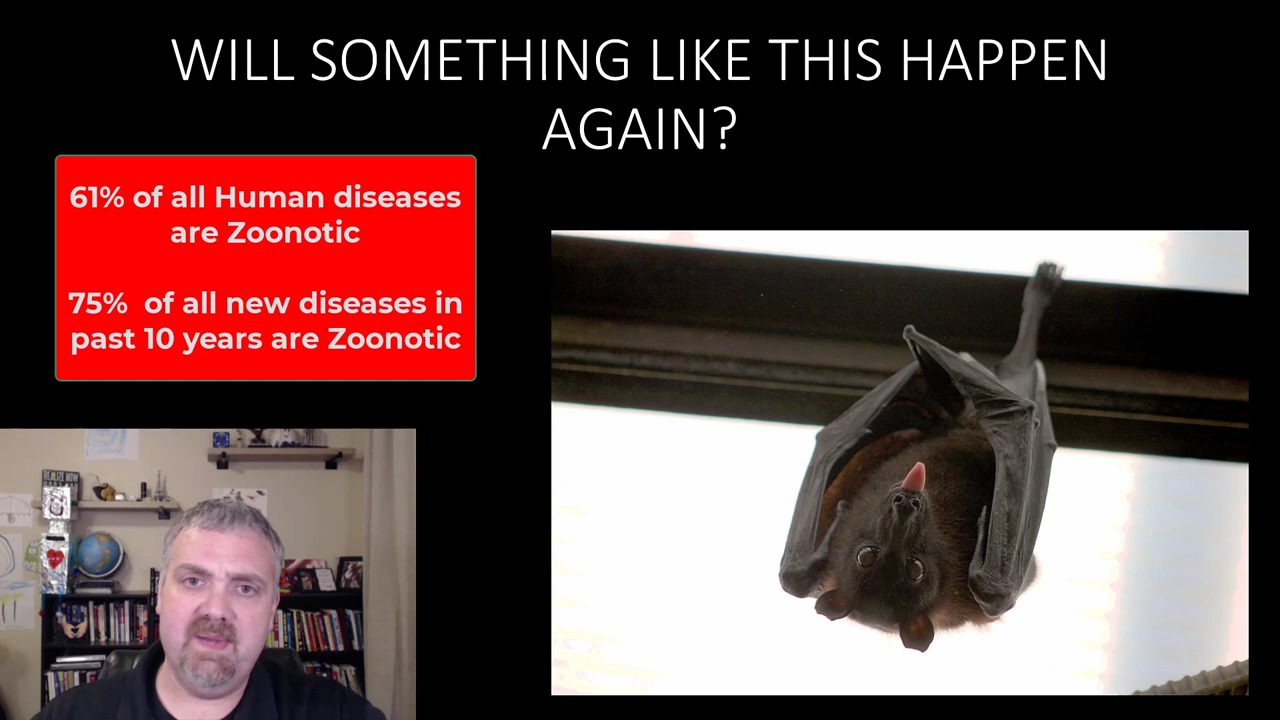 WILL SOMETHING LIKE THIS HAPPEN
AGAIN?
61% of all Human diseases
are Zoonotic
75% of all new diseases in
past 10 years are Zoonotic